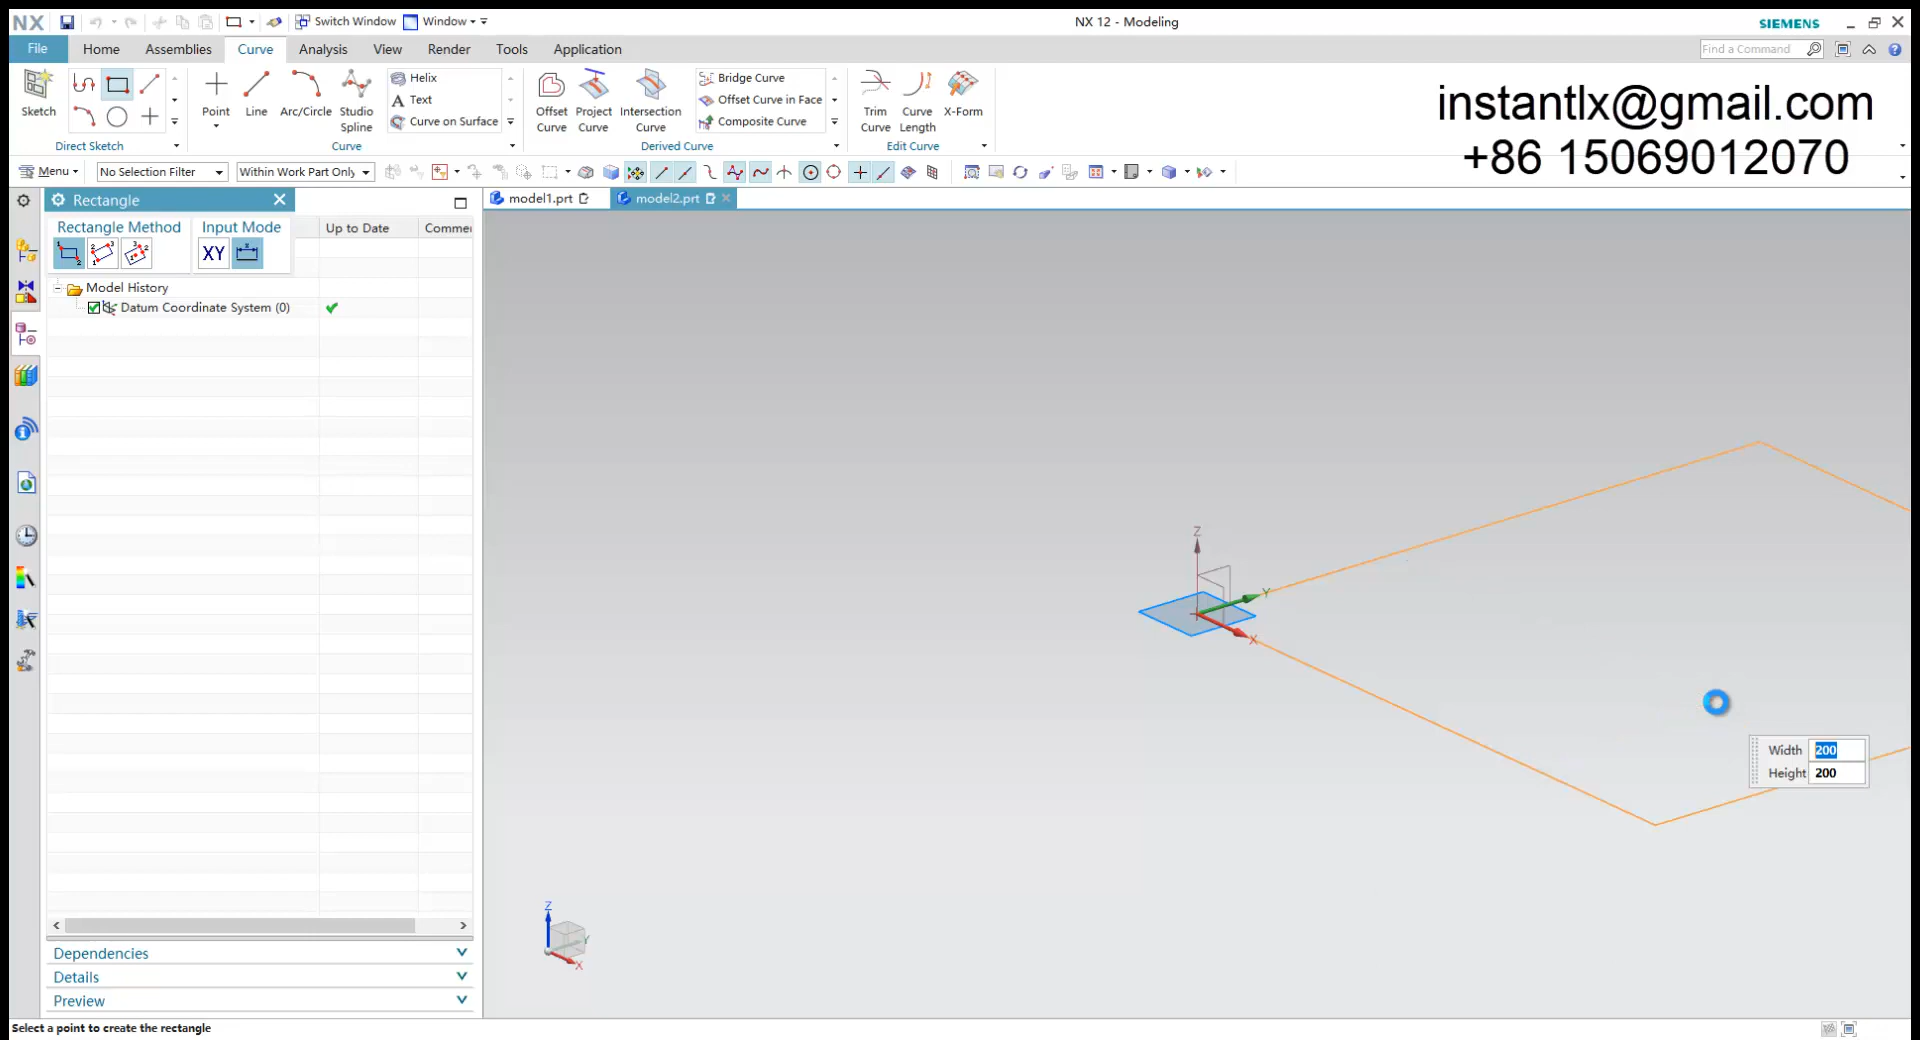 NX
Switch Window
Window
NX 12 - Modeling
SIEMENS
File
Home
Assemblies
Curve
Analysis
View
Render
Tools
Application
Find a Command
Sketch
Point
Line
Arc/Circle
Studio
Spline
Helix
Text
Curve on Surface
Offset
Curve
Project
Curve
Intersection
Curve
Bridge Curve
Offset Curve in Face
Composite Curve
Trim
Curve
Curve
Length
X-Form
Direct Sketch
Curve
Derived Curve
Edit Curve
instantlx@gmail.com
+86 15069012070
Menu
No Selection Filter
Within Work Part Only
Rectangle
model1.prt
model2.prt
Rectangle Method
Input Mode
XY
Up to Date
Commer
Model History
Datum Coordinate System (0)
Z
Y
X
Width 200
Height 200
Z
Y
X
Dependencies
Details
Preview
Select a point to create the rectangle